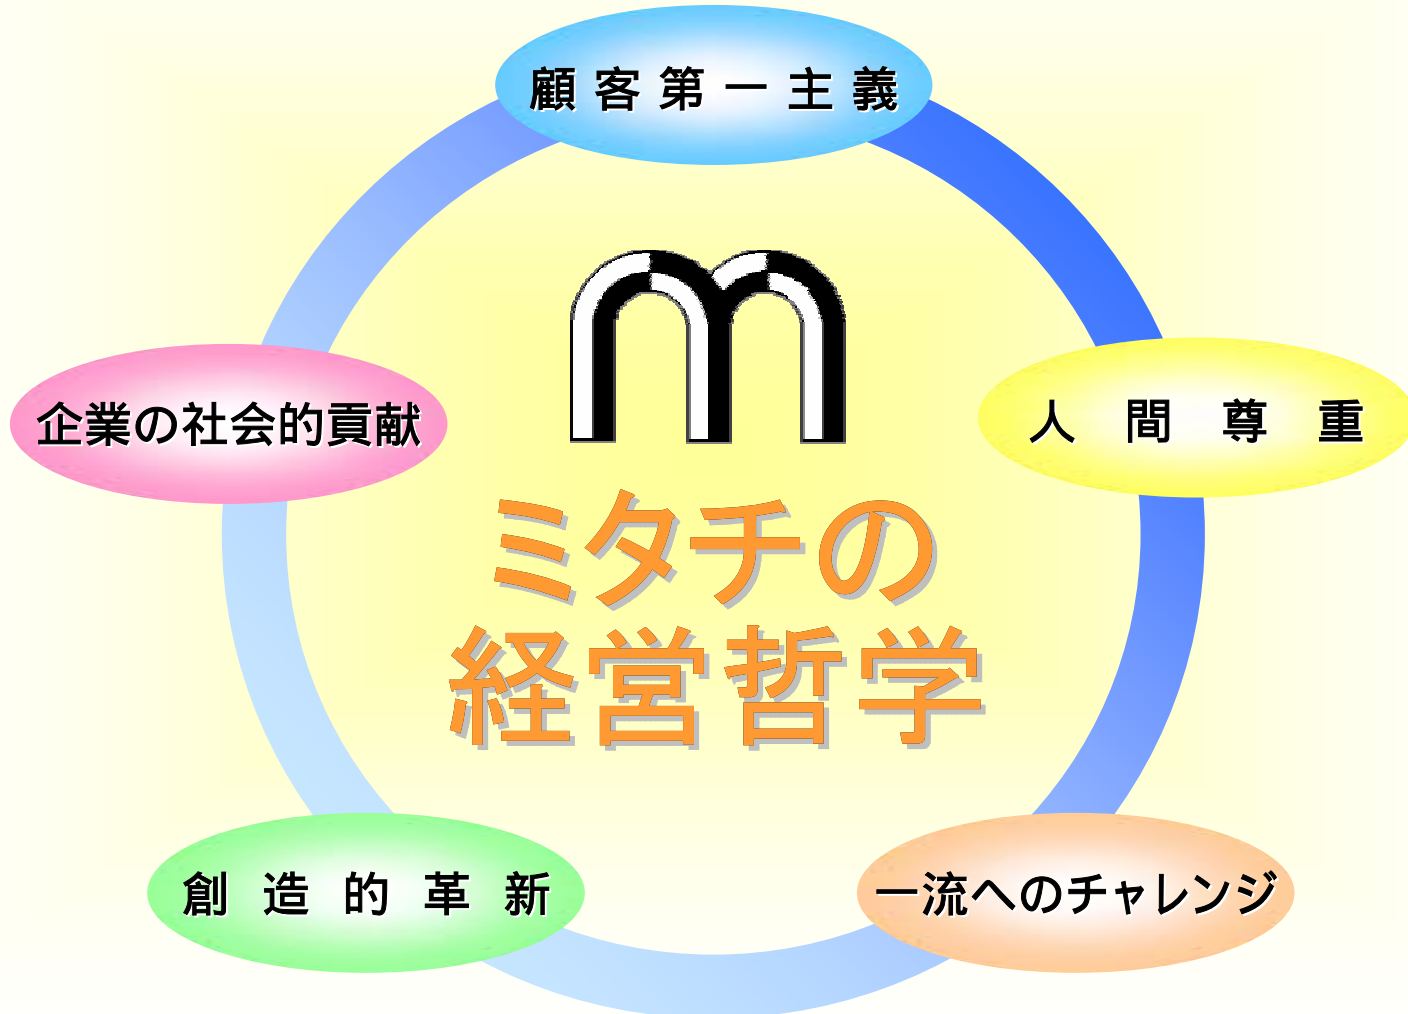 顧客第一主義
企業の社会的貢献
人間尊重
ミタチの
経営哲学
創造的革新
一流へのチャレンジ